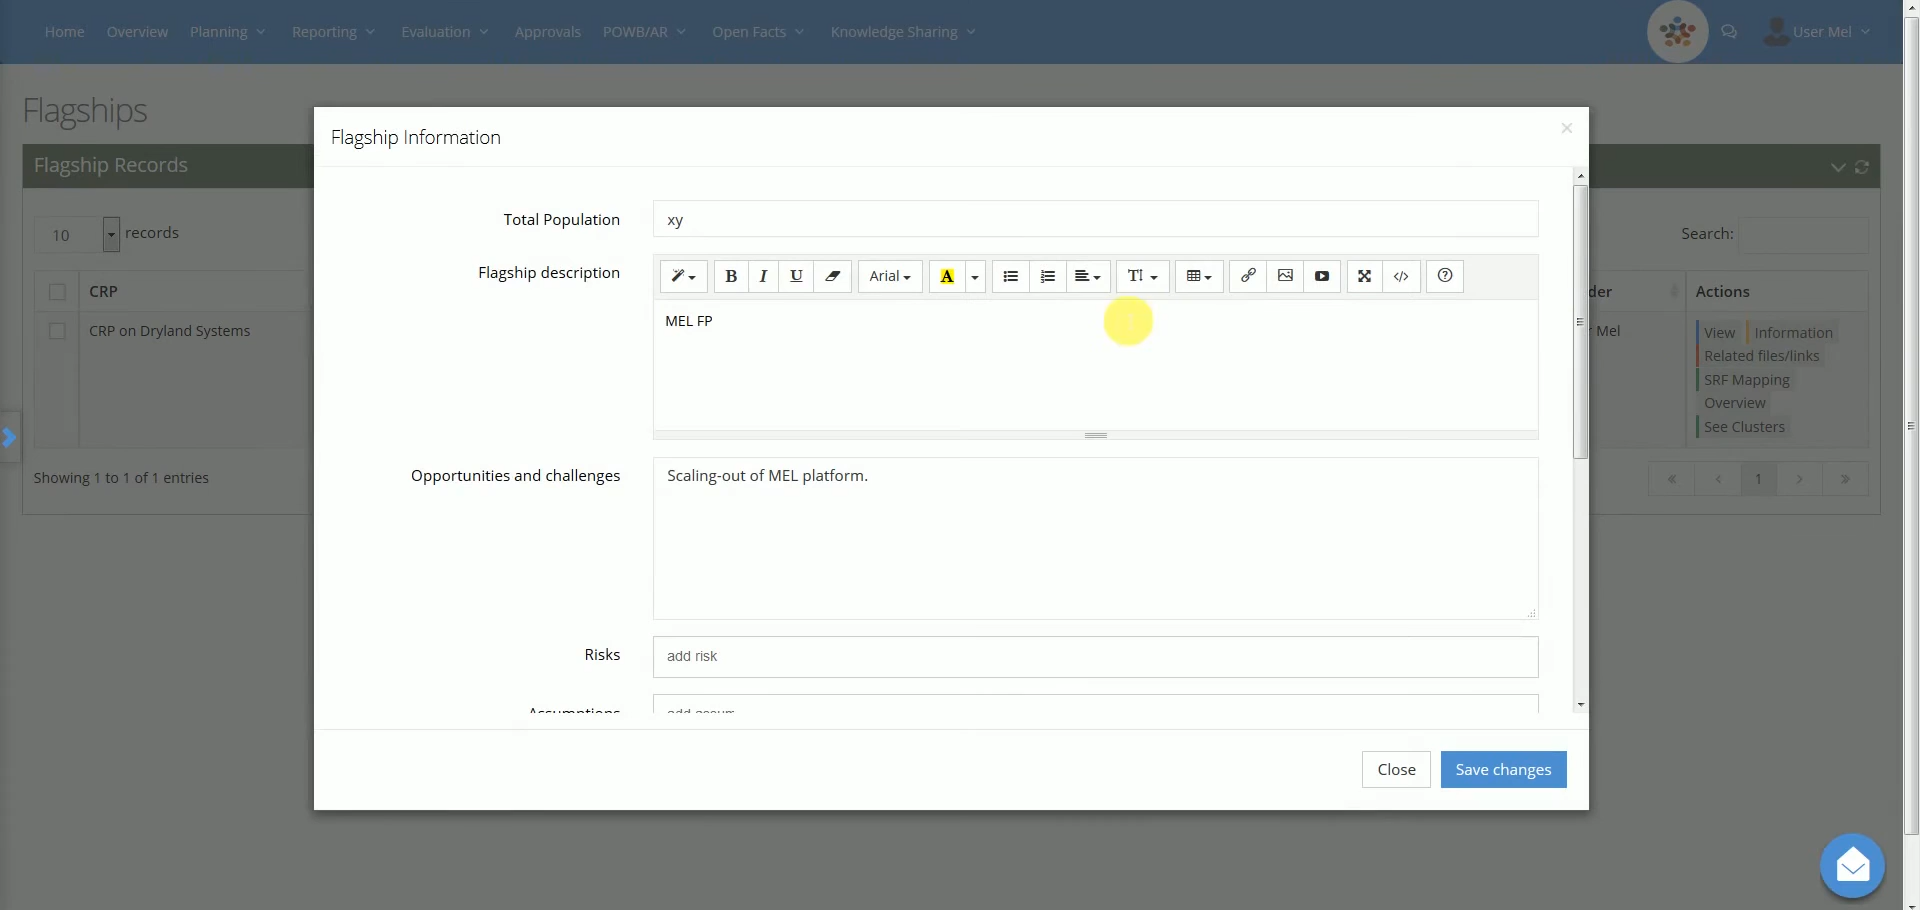 Home Overview Planning Reporting Evaluation Approvals POWB/AR Open Facts Knowledge Sharing User Mel
Flagships
Flagship Records
10 records
Search:
CRP
der Actions
CRP on Dryland Systems
Mel
View Information
Related files/links
SRF Mapping
Overview
See Clusters
Showing 1 to 1 of 1 entries
« ‹ 1 › »
Flagship Information ×
Total Population xy
Flagship description
B I U Arial A
MEL FP
Opportunities and challenges Scaling-out of MEL platform.
Risks add risk
Assumptions
Close Save changes